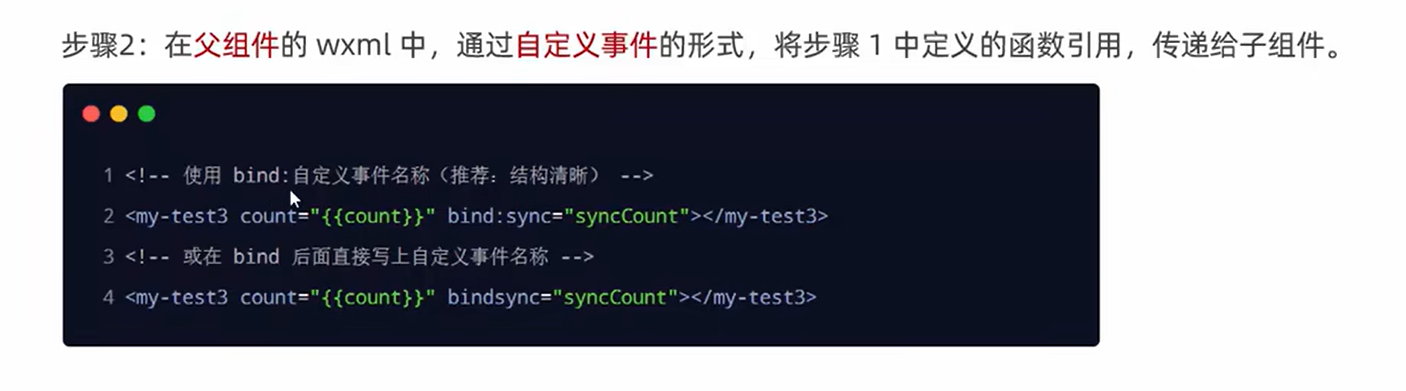 步骤2：在父组件的 wxml 中，通过自定义事件的形式，将步骤 1 中定义的函数引用，传递给子组件。
1 <!-- 使用 bind:自定义事件名称（推荐：结构清晰） -->
2 <my-test3 count="{{count}}" bind:sync="syncCount"></my-test3>
3 <!-- 或在 bind 后面直接写上自定义事件名称 -->
4 <my-test3 count="{{count}}" bindsync="syncCount"></my-test3>